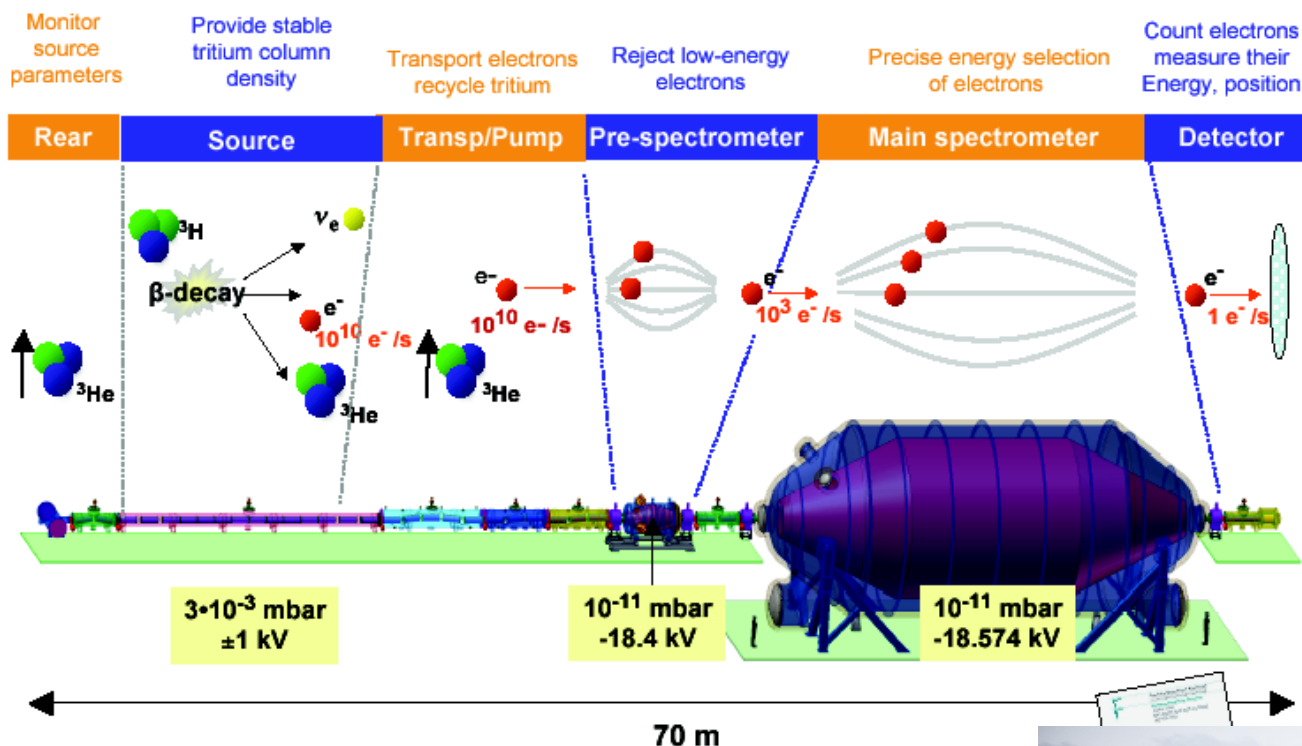 Monitor
source
parameters
Provide stable
tritium column
density
Transport electrons
recycle tritium
Reject low-energy
electrons
Precise energy selection
of electrons
Count electrons
measure their
Energy, position
Rear
Source
Transp/Pump
Pre-spectrometer
Main spectrometer
Detector
³H
νe
β-decay
e⁻
10¹⁰ e⁻ /s
³He
³He
e-
10¹⁰ e- /s
³He
e⁻
10³ e⁻ /s
e⁻
1 e⁻ /s
3•10⁻³ mbar
±1 kV
10⁻¹¹ mbar
-18.4 kV
10⁻¹¹ mbar
-18.574 kV
70 m